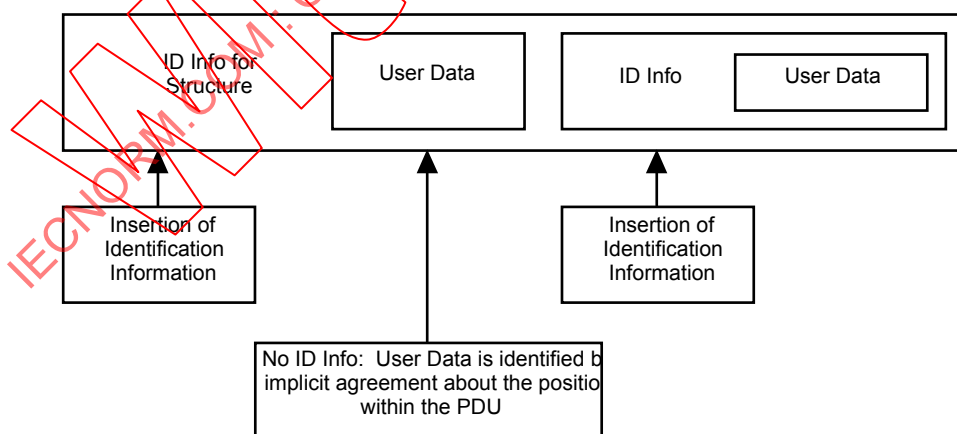 ID Info for
Structure
User Data
ID Info
User Data
Insertion of
Identification
Information
Insertion of
Identification
Information
No ID Info: User Data is identified b
implicit agreement about the positio
within the PDU
IECNORM.COM: